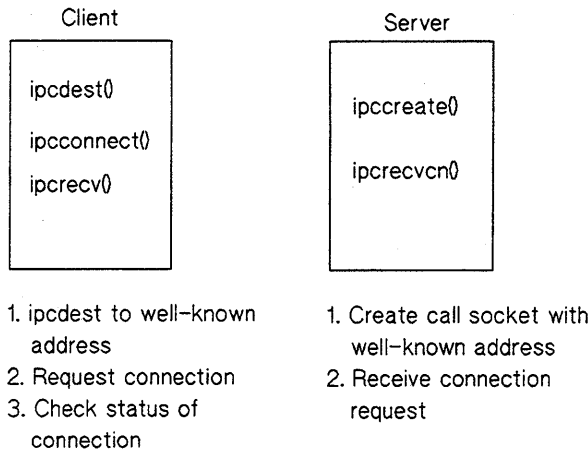 Client
ipcdest()
ipcconnect()
ipcrecv()
1. ipcdest to well-known
address
2. Request connection
3. Check status of
connection
Server
ipccreate()
ipcrecvcn()
1. Create call socket with
well-known address
2. Receive connection
request